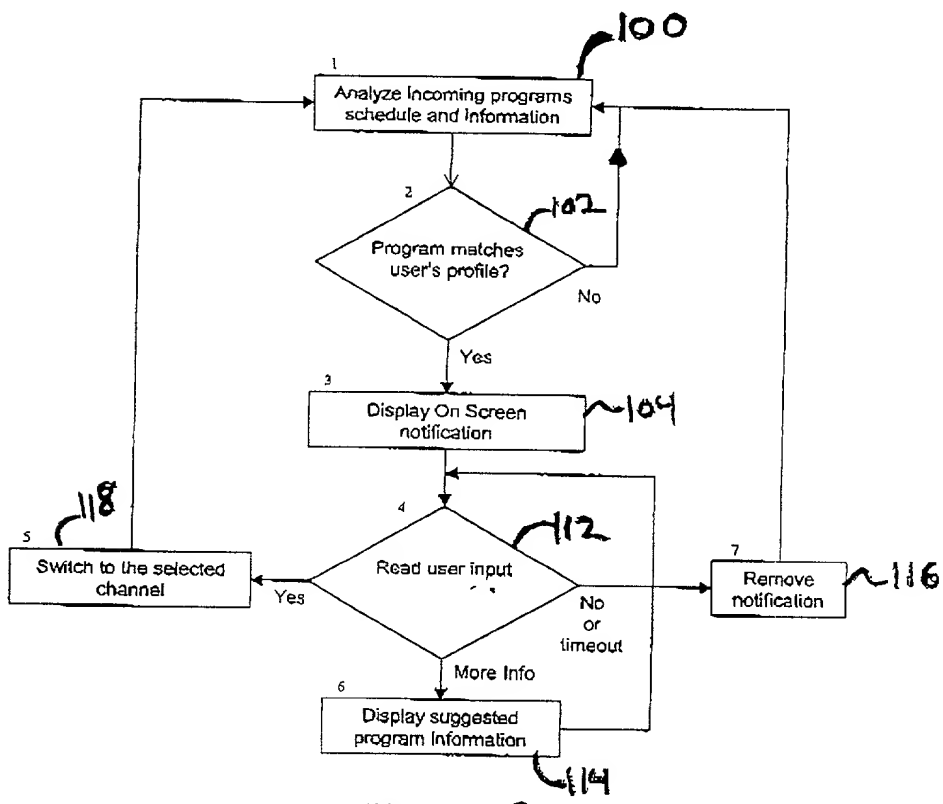 100
1
Analyze Incoming programs
schedule and Information
2
102
Program matches
user's profile?
No
Yes
3
Display On Screen
notification
104
118
4
112
5
Switch to the selected
channel
Yes
Read user input
No
or
timeout
7
Remove
notification
116
More Info
6
Display suggested
program Information
114